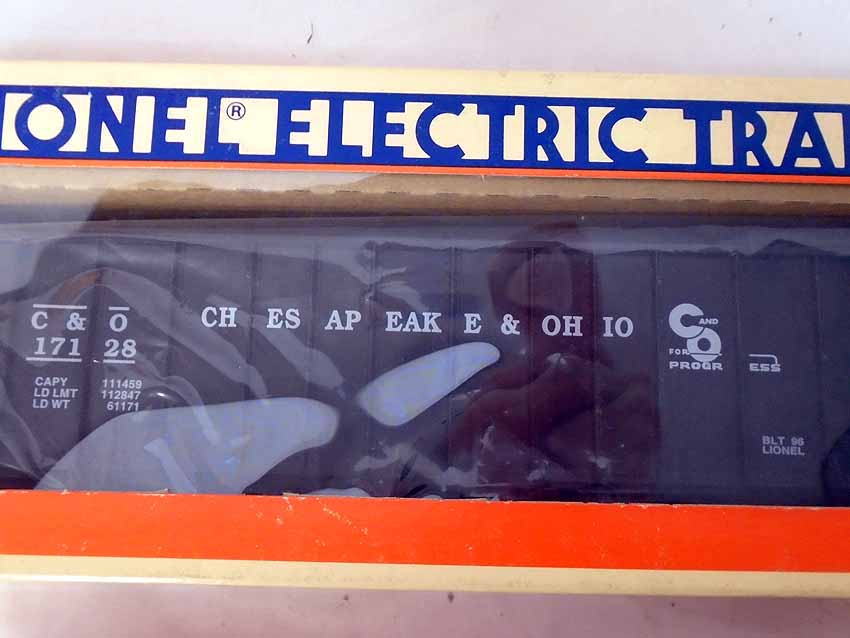 IONEL® ELECTRIC TRAI
C & O
17128
CAPY 111459
LD LMT 112847
LD WT 61171
CHESAPEAKE & OHIO
C AND O
FOR
PROGRESS
BLT 96
LIONEL